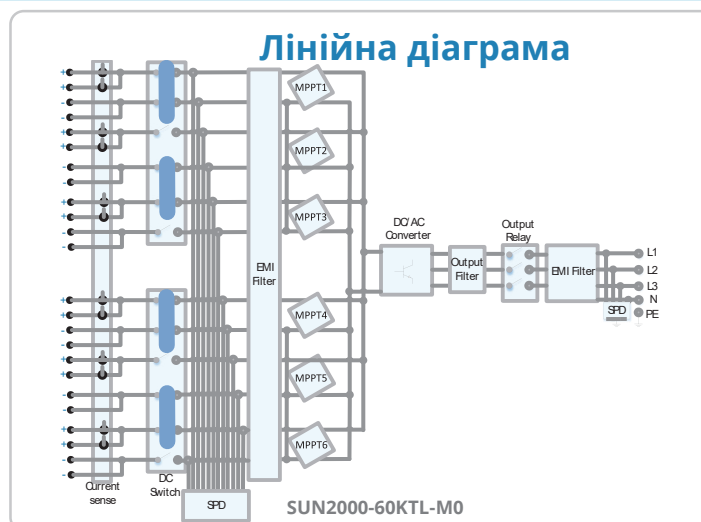 Лінійна діаграма
+
+
-
-
+
+
-
-
+
+
-
-
+
+
-
-
+
+
-
-
+
+
-
-
Current
sense
DC
Switch
SPD
EMI
Filter
MPPT1
MPPT2
MPPT3
MPPT4
MPPT5
MPPT6
DC/AC
Converter
Output
Filter
Output
Relay
EMI Filter
L1
L2
L3
N
PE
SPD
SUN2000-60KTL-M0